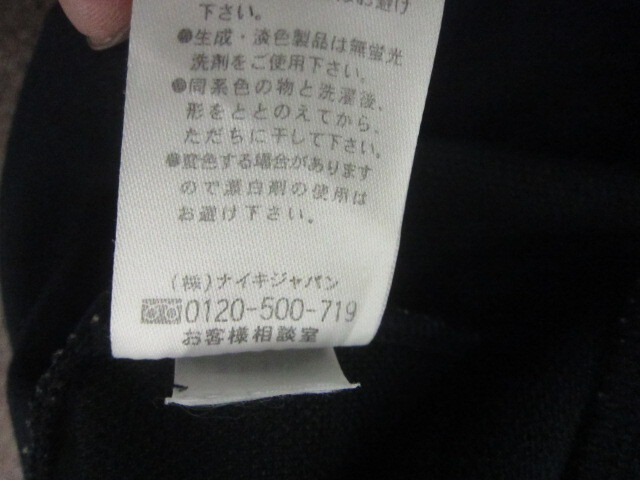 お避け
下さい。
●生成・淡色製品は無蛍光
洗剤をご使用下さい。
●同系色の物と洗濯後、
形をととのえてから、
ただちに干して下さい。
●変色する場合があります
ので漂白剤の使用は
お避け下さい。
(株)ナイキジャパン
0120-500-719
お客様相談室